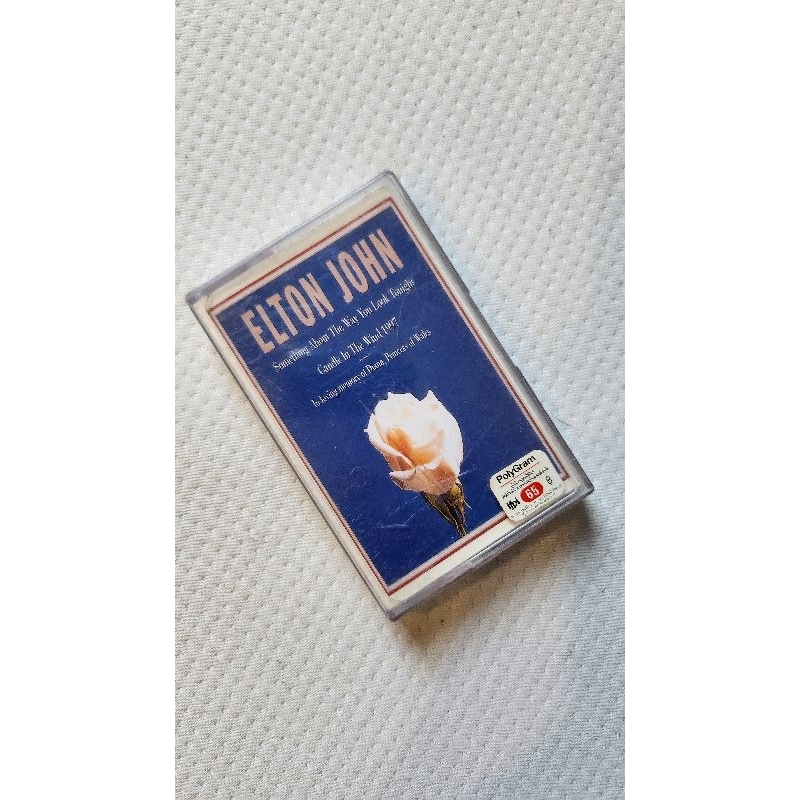 ELTON JOHN
Something About The Way You Look Tonight
Candle In The Wind 1997
In loving memory of Diana, Princess of Wales
PolyGram
ifpi 65 ฿